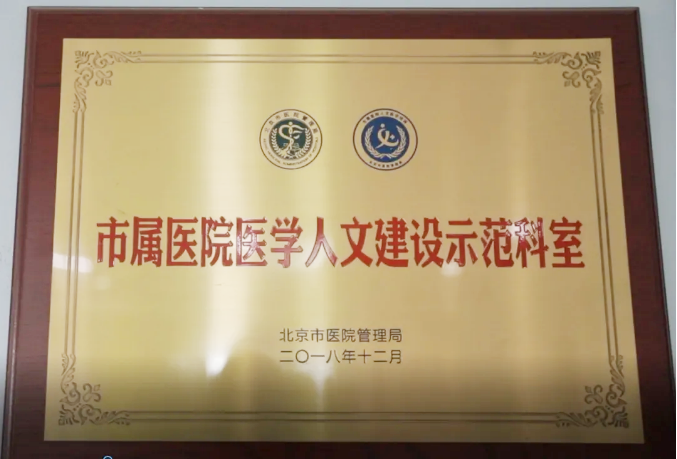 市属医院医学人文建设示范科室
北京市医院管理局
二〇一八年十二月